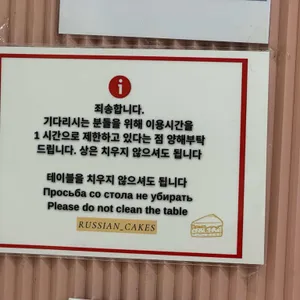 죄송합니다.
기다리시는 분들을 위해 이용시간을
1 시간으로 제한하고 있다는 점 양해부탁
드립니다. 상은 치우지 않으셔도 됩니다
테이블을 치우지 않으셔도 됩니다
Просьба со стола не убирать
Please do not clean the table
RUSSIAN_CAKES